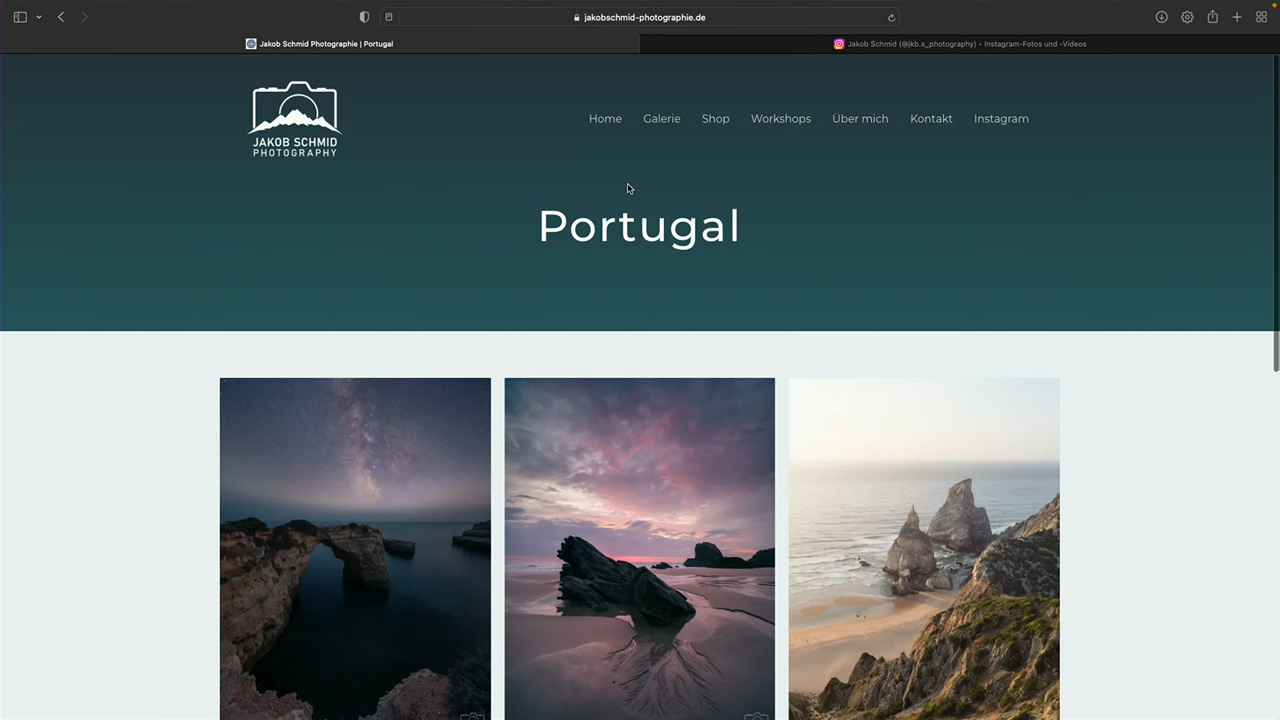 jakobschmid-photographie.de
Jakob Schmid Photographie | Portugal
Jakob Schmid (@jkb.s_photography) • Instagram-Fotos und -Videos
JAKOB SCHMID
PHOTOGRAPHY
Home
Galerie
Shop
Workshops
Über mich
Kontakt
Instagram
Portugal